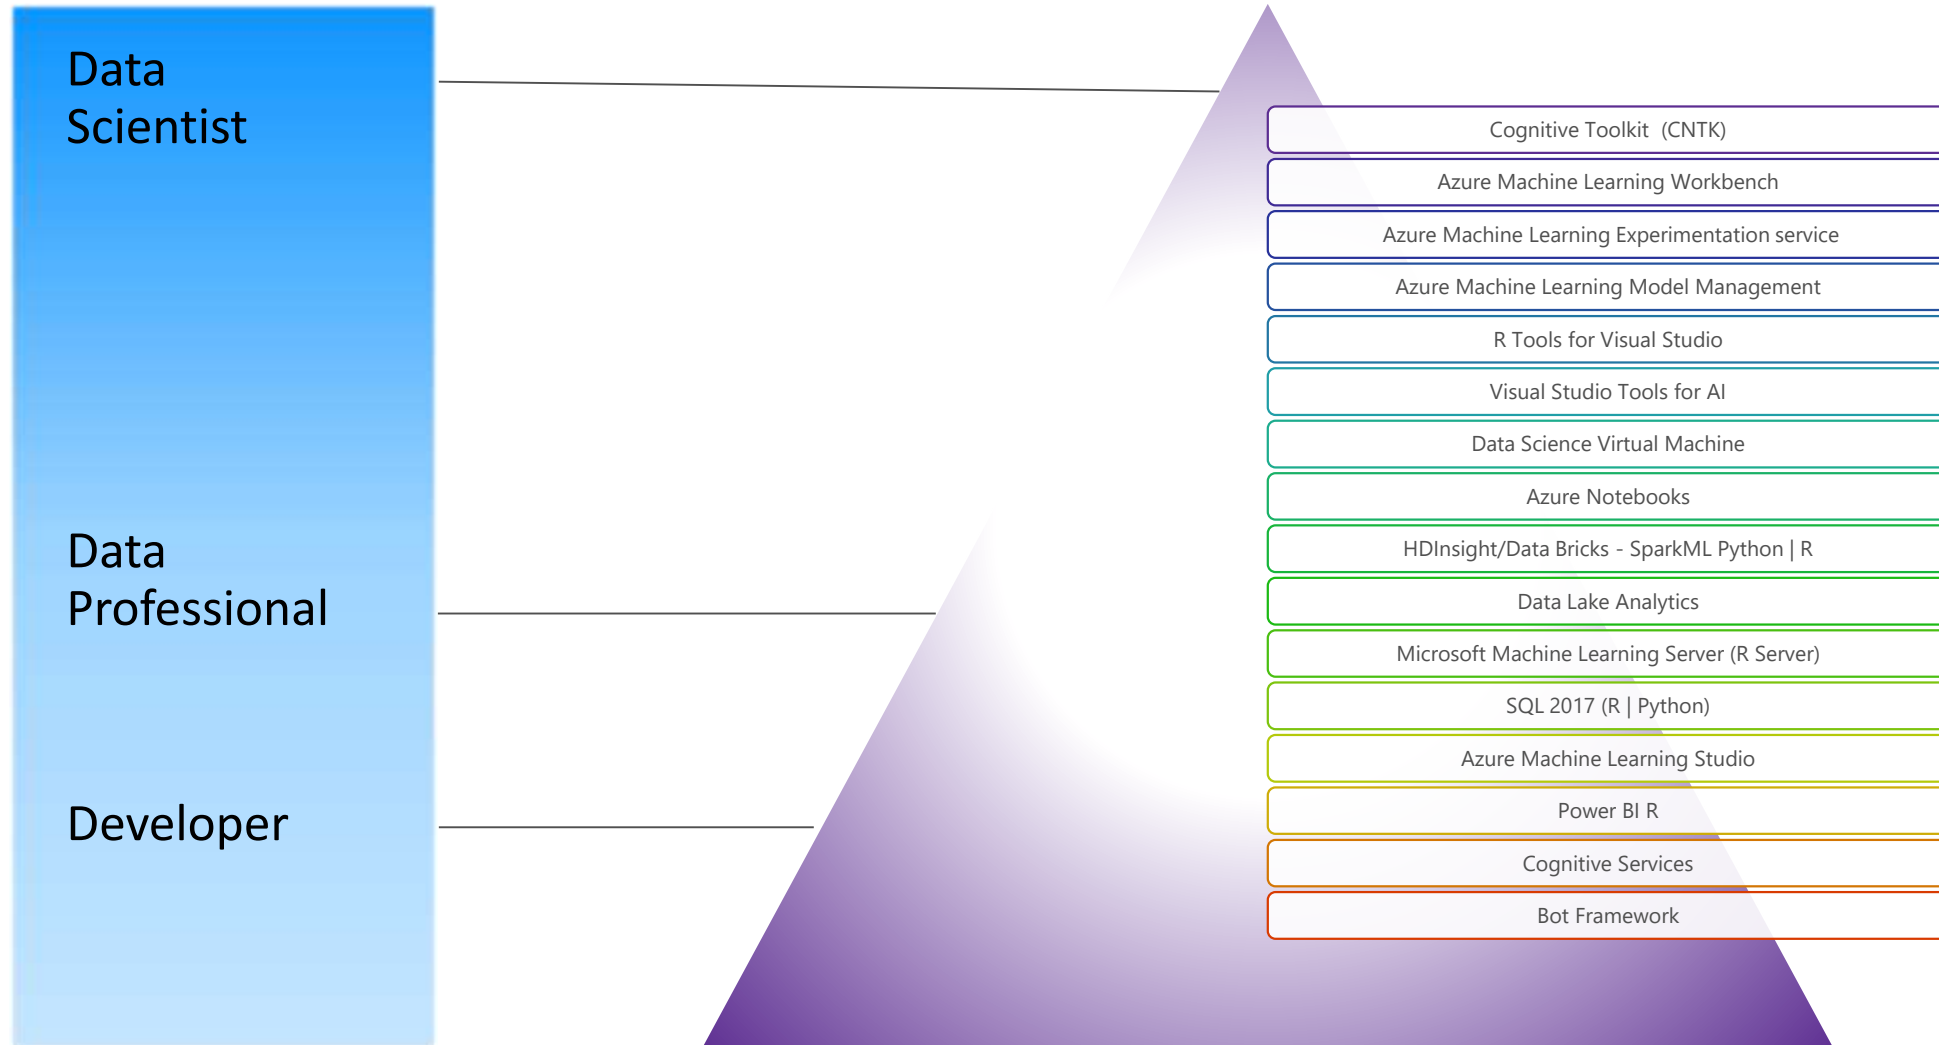 Data
Scientist
Data
Professional
Developer
Cognitive Toolkit  (CNTK)
Azure Machine Learning Workbench
Azure Machine Learning Experimentation service
Azure Machine Learning Model Management
R Tools for Visual Studio
Visual Studio Tools for AI
Data Science Virtual Machine
Azure Notebooks
HDInsight/Data Bricks - SparkML Python | R
Data Lake Analytics
Microsoft Machine Learning Server (R Server)
SQL 2017 (R | Python)
Azure Machine Learning Studio
Power BI R
Cognitive Services
Bot Framework